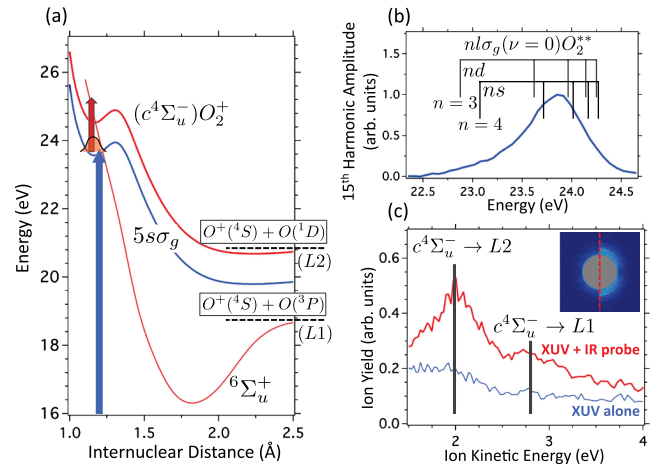 (a)
26
24
22
20
18
16
Energy (eV)
1.0
1.5
2.0
2.5
Internuclear Distance (Å)
(c⁴Σᵤ⁻)O₂⁺
5sσg
O⁺(⁴S) + O(¹D)
(L2)
O⁺(⁴S) + O(³P)
(L1)
⁶Σᵤ⁺
(b)
15th Harmonic Amplitude
(arb. units)
1.5
1.0
0.5
0.0
nlσg(ν = 0)O₂**
nd
ns
n = 3
n = 4
22.5
23.0
23.5
24.0
24.5
Energy (eV)
(c)
c⁴Σᵤ⁻ → L2
c⁴Σᵤ⁻ → L1
Ion Yield (arb. units)
0.6
0.4
0.2
0.0
XUV + IR probe
XUV alone
2
3
4
Ion Kinetic Energy (eV)